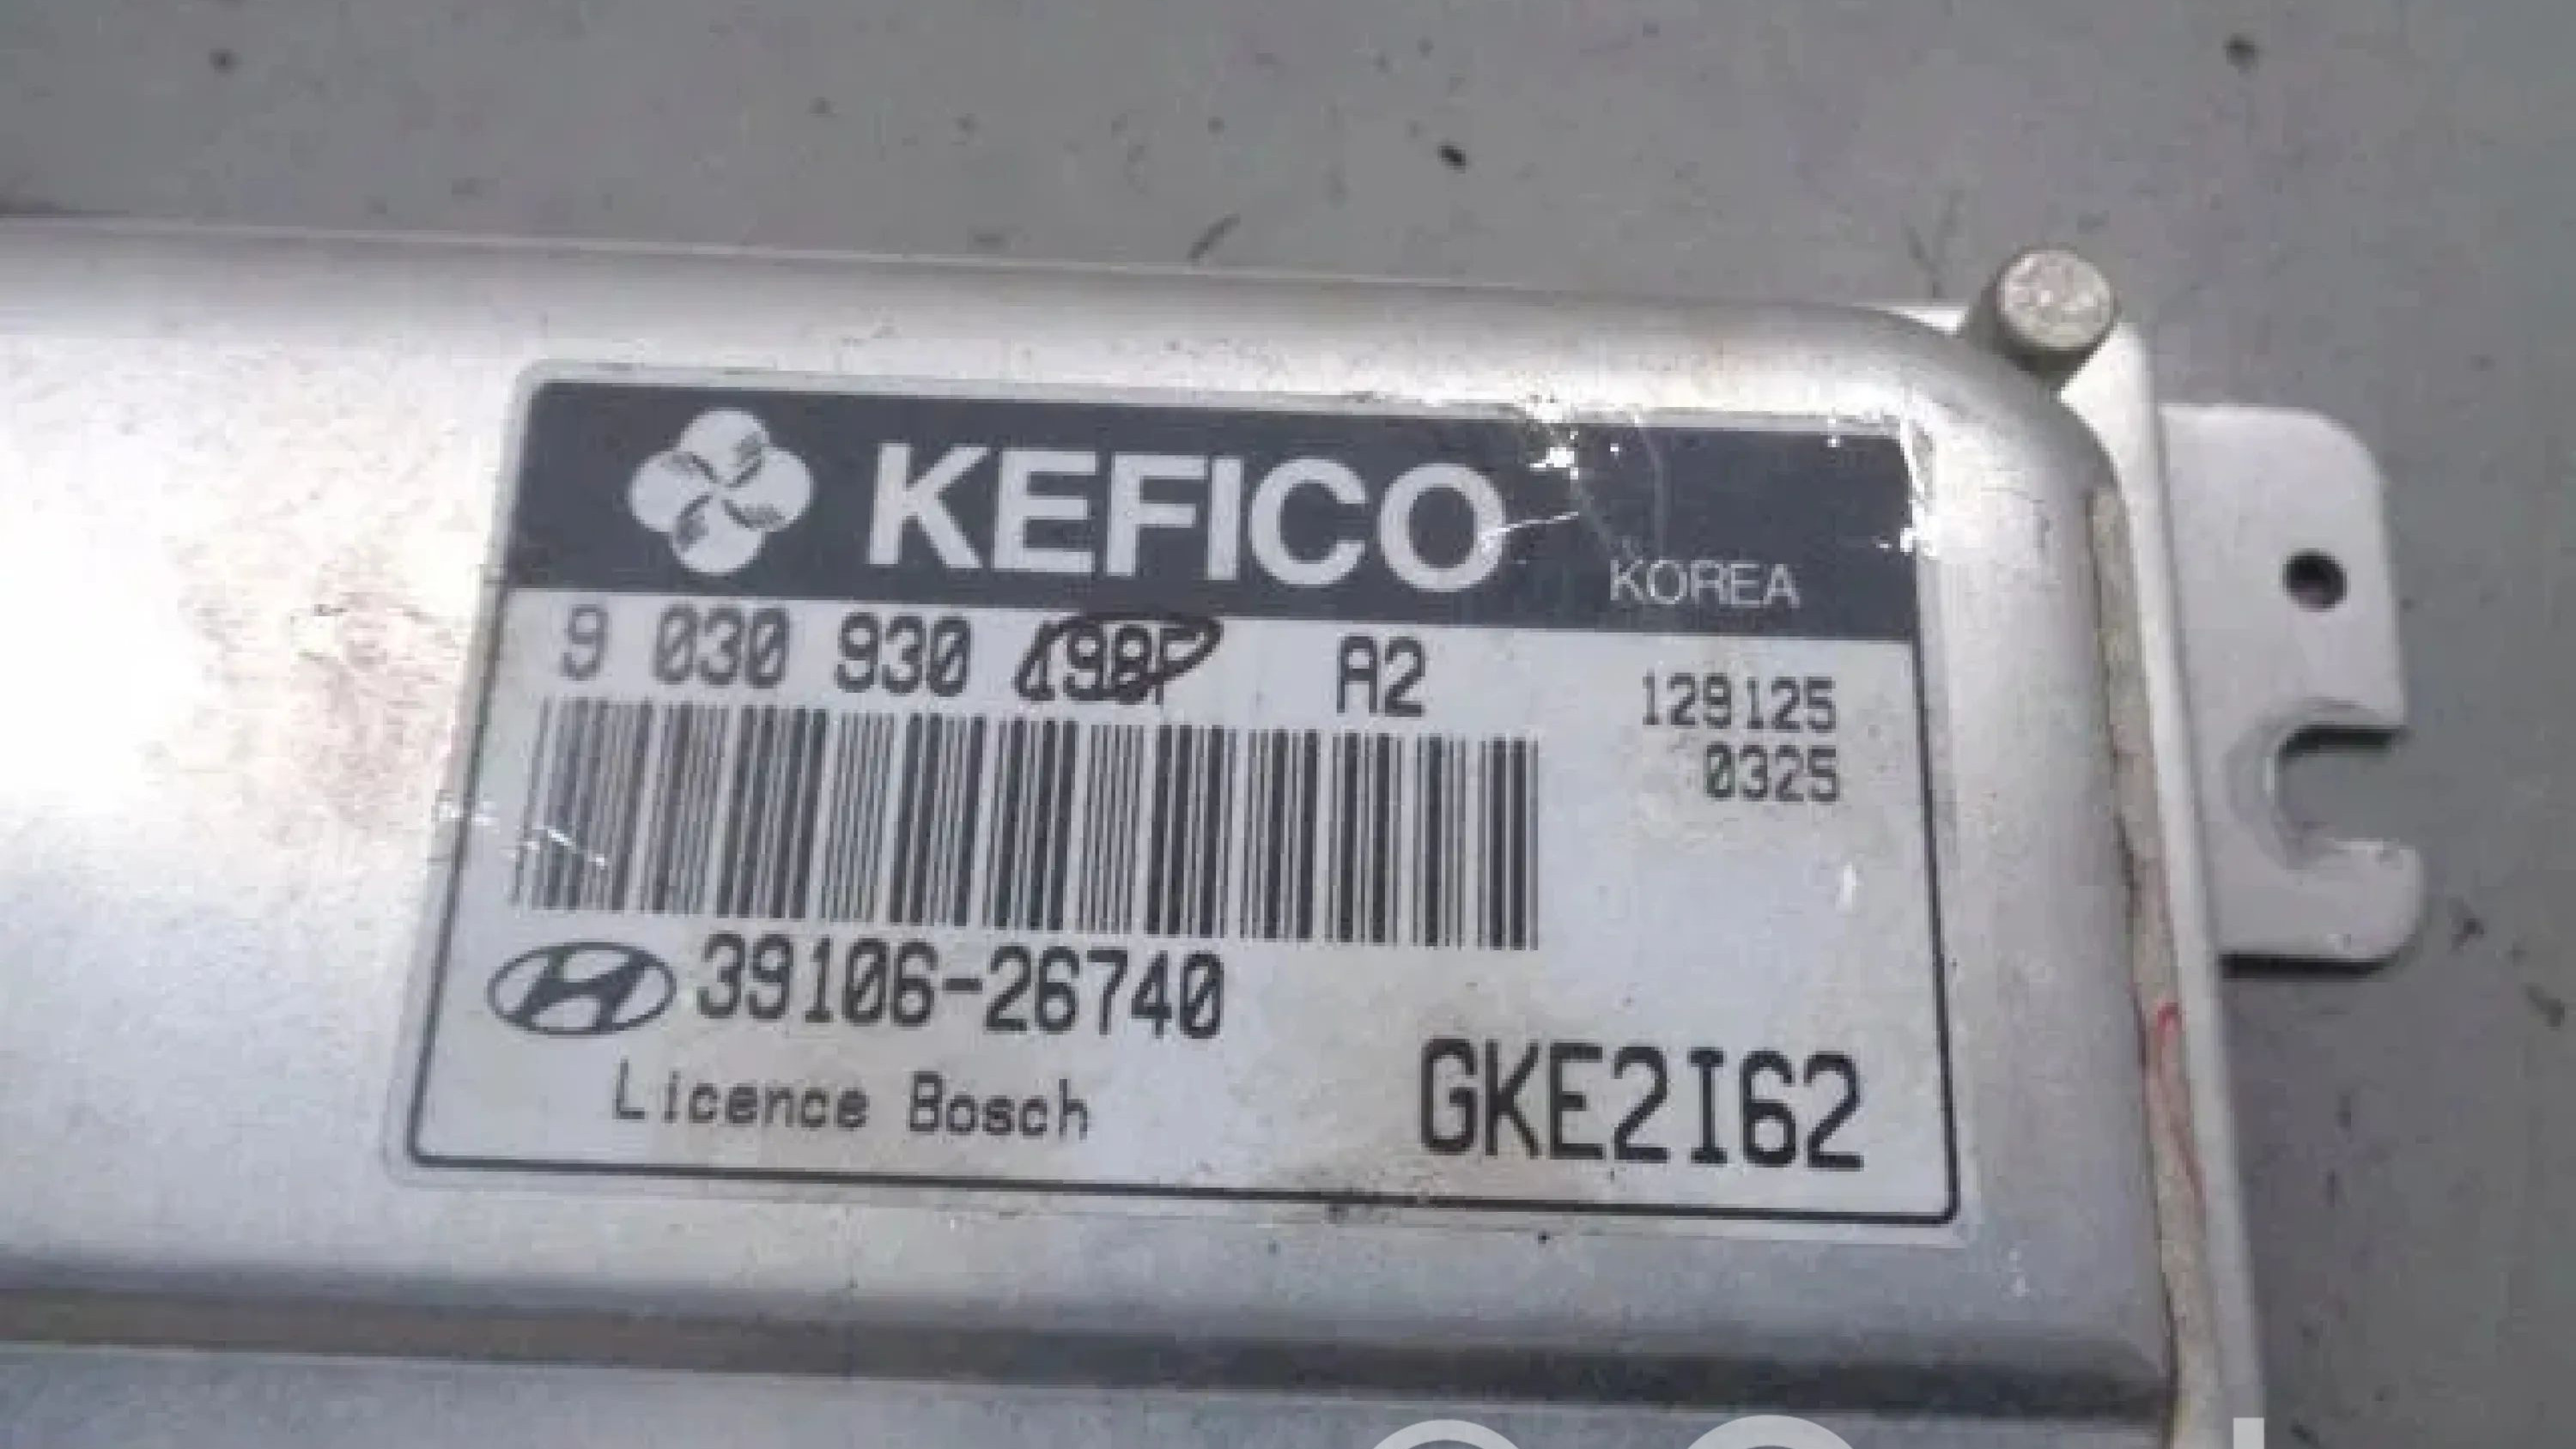 KEFICO
KOREA
9 030 930 A2
129125
0325
39106-26740
Licence Bosch
GKE2I62